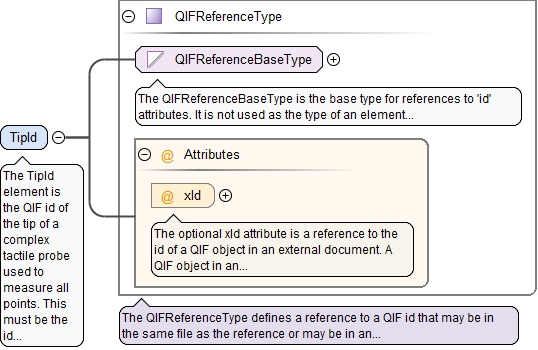 QIFReferenceType
QIFReferenceBaseType
The QIFReferenceBaseType is the base type for references to 'id'
attributes. It is not used as the type of an element...
TipId
@ Attributes
@ xId
The optional xId attribute is a reference to the
id of a QIF object in an external document. A
QIF object in an...
The TipId
element is
the QIF id of
the tip of a
complex
tactile probe
used to
measure all
points. This
must be the
id...
The QIFReferenceType defines a reference to a QIF id that may be in
the same file as the reference or may be in an...